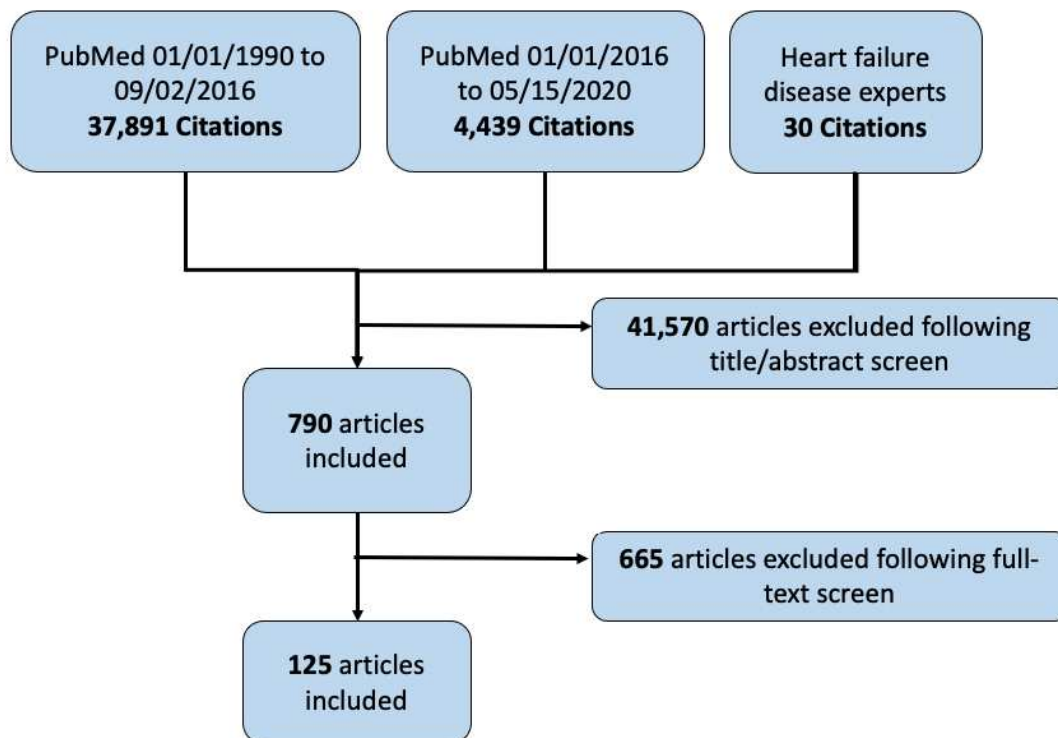 PubMed 01/01/1990 to
09/02/2016
37,891 Citations
PubMed 01/01/2016
to 05/15/2020
4,439 Citations
Heart failure
disease experts
30 Citations
41,570 articles excluded following
title/abstract screen
790 articles
included
665 articles excluded following full-
text screen
125 articles
included